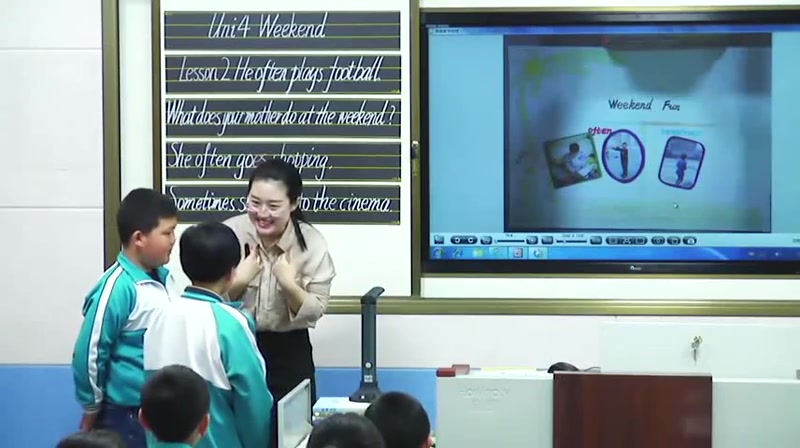 Uni4 Weekend
Lesson 2 He often plays football.
What does your mother do at the weekend?
She often goes shopping.
Sometimes s to the cinema.
Weekend Fun
often